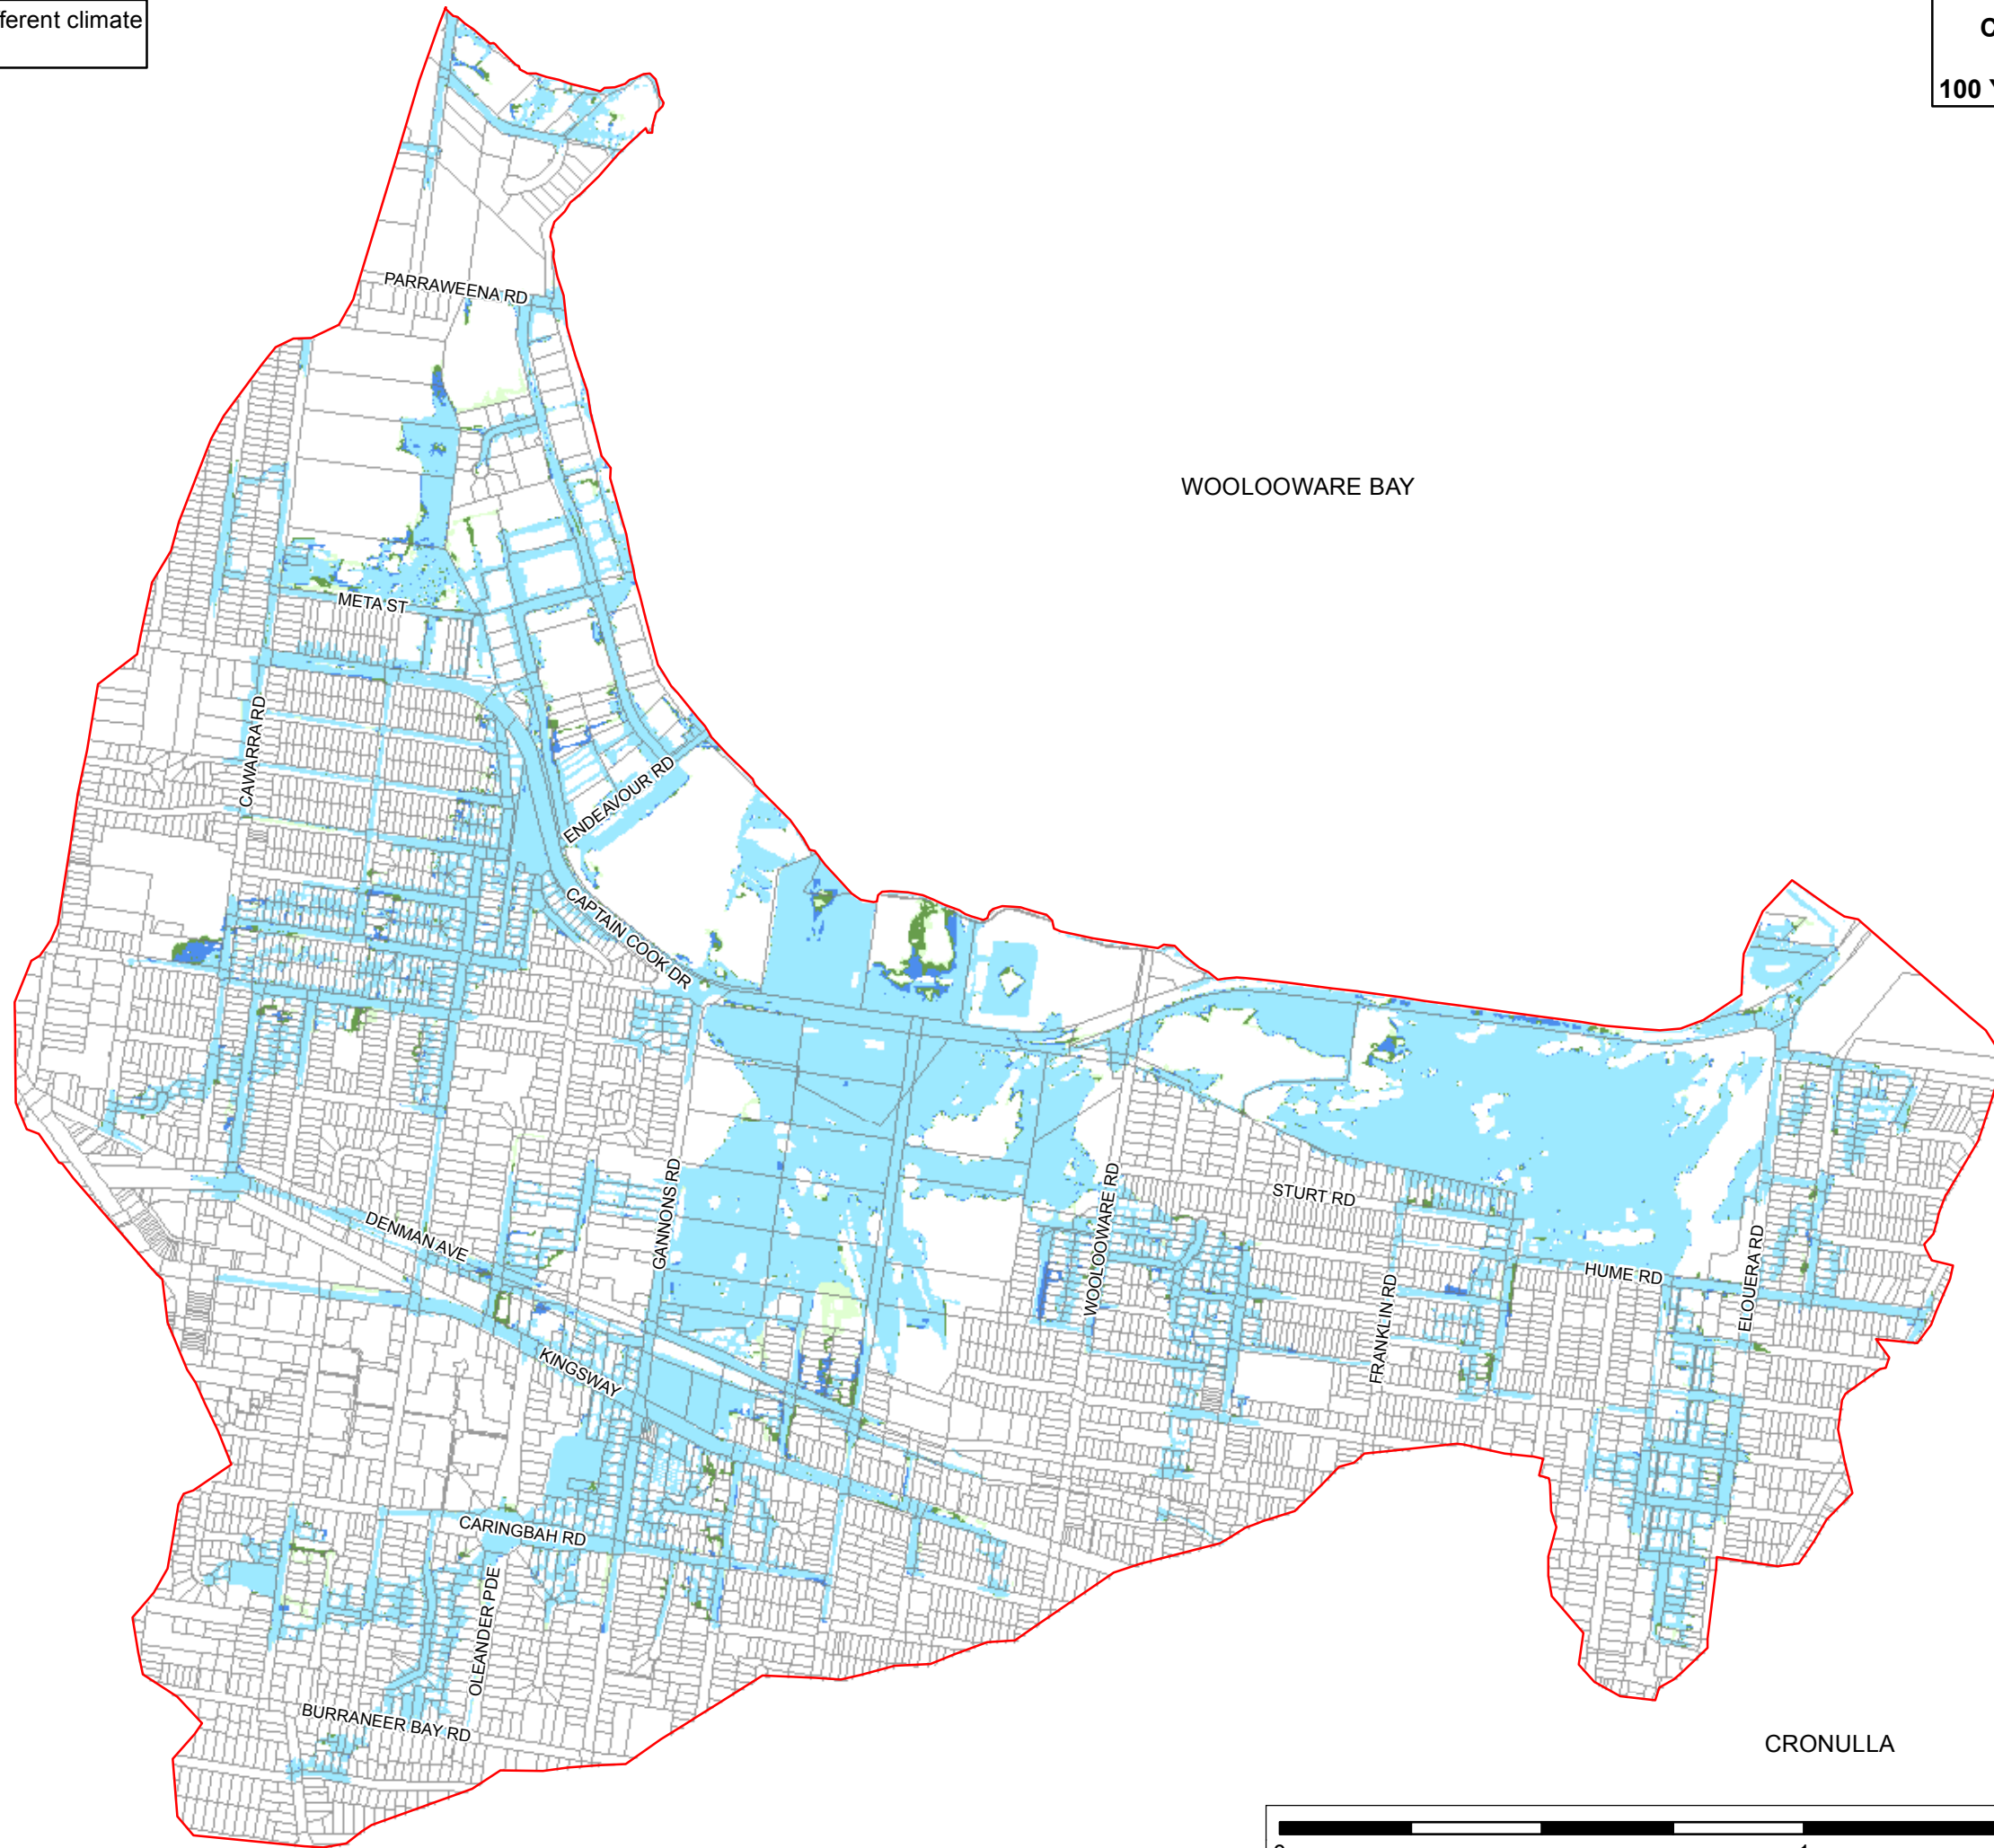 fferent climate
100
PARRAWEENA RD
WOOLOOWARE BAY
META ST
CAWARRA RD
ENDEAVOUR RD
CAPTAIN COOK DR
GANNONS RD
WOOLOOWARE RD
STURT RD
DENMAN AVE
HUME RD
ELOUERA RD
FRANKLIN RD
KINGSWAY
CARINGBAH RD
OLEANDER PDE
BURRANEER BAY RD
CRONULLA